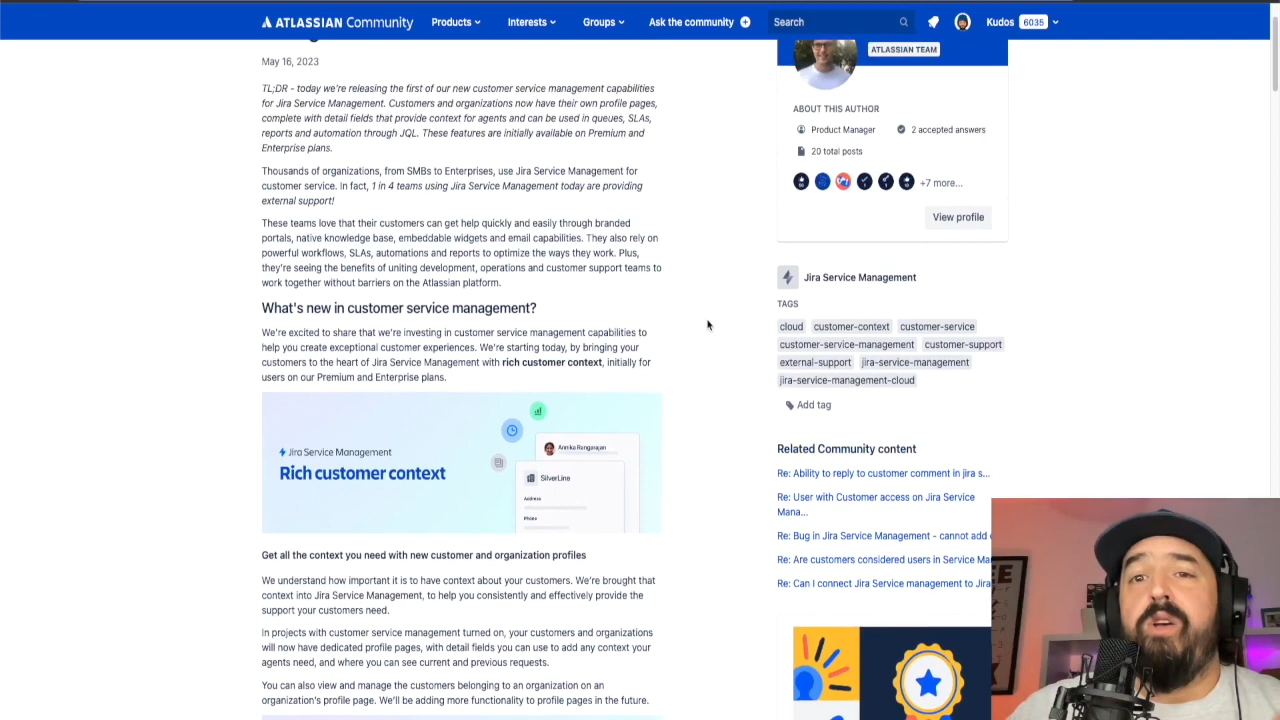 ATLASSIAN Community
Products
Interests
Groups
Ask the community
Search
Kudos
6035
May 16, 2023
TL;DR - today we're releasing the first of our new customer service management capabilities
for Jira Service Management. Customers and organizations now have their own profile pages,
complete with detail fields that provide context for agents and can be used in queues, SLAs,
reports and automation through JQL. These features are initially available on Premium and
Enterprise plans.
Thousands of organizations, from SMBs to Enterprises, use Jira Service Management for
customer service. In fact, 1 in 4 teams using Jira Service Management today are providing
external support!
These teams love that their customers can get help quickly and easily through branded
portals, native knowledge base, embeddable widgets and email capabilities. They also rely on
powerful workflows, SLAs, automations and reports to optimize the ways they work. Plus,
they're seeing the benefits of uniting development, operations and customer support teams to
work together without barriers on the Atlassian platform.
What's new in customer service management?
We're excited to share that we're investing in customer service management capabilities to
help you create exceptional customer experiences. We're starting today, by bringing your
customers to the heart of Jira Service Management with rich customer context, initially for
users on our Premium and Enterprise plans.
Jira Service Management
Rich customer context
Annika Rangarajan
SilverLine
Address
Phone
Get all the context you need with new customer and organization profiles
We understand how important it is to have context about your customers. We're brought that
context into Jira Service Management, to help you consistently and effectively provide the
support your customers need.
In projects with customer service management turned on, your customers and organizations
will now have dedicated profile pages, with detail fields you can use to add any context your
agents need, and where you can see current and previous requests.
You can also view and manage the customers belonging to an organization on an
organization's profile page. We'll be adding more functionality to profile pages in the future.
ATLASSIAN TEAM
ABOUT THIS AUTHOR
Product Manager
2 accepted answers
20 total posts
+7 more...
View profile
Jira Service Management
TAGS
cloud customer-context customer-service
customer-service-management customer-support
external-support jira-service-management
jira-service-management-cloud
Add tag
Related Community content
Re: Ability to reply to customer comment in jira s...
Re: User with Customer access on Jira Service
Mana...
Re: Bug in Jira Service Management - cannot add
Re: Are customers considered users in Service Ma
Re: Can I connect Jira Service management to Jira